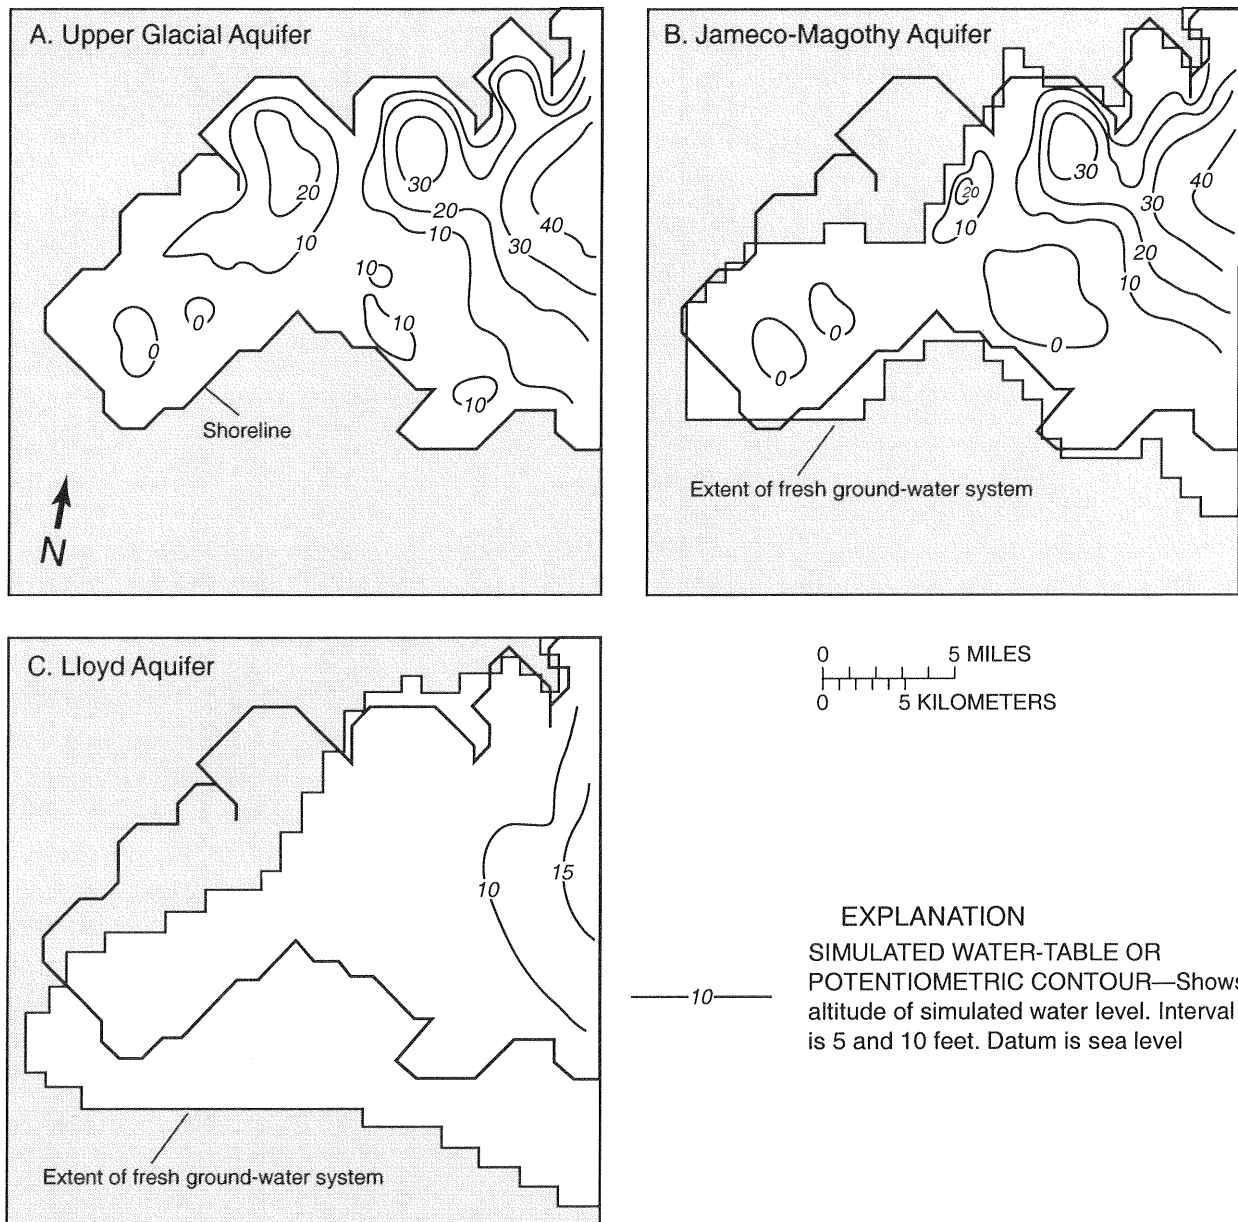 A. Upper Glacial Aquifer
20
30
10
20
10
40
30
10
10
0
0
10
Shoreline
N
B. Jameco-Magothy Aquifer
30
40
20
30
10
20
10
0
0
0
Extent of fresh ground-water system
C. Lloyd Aquifer
15
10
Extent of fresh ground-water system
0 5 MILES
0 5 KILOMETERS
EXPLANATION
10
SIMULATED WATER-TABLE OR
POTENTIOMETRIC CONTOUR—Shows
altitude of simulated water level. Interval
is 5 and 10 feet. Datum is sea level